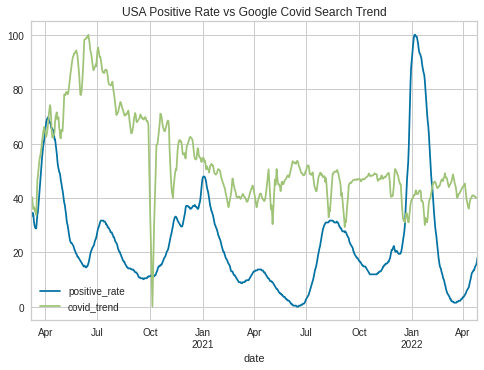 USA Positive Rate vs Google Covid Search Trend
100
80
60
40
20
0
positive_rate
covid_trend
Apr Jul Oct Jan Apr Jul Oct Jan Apr
2021 2022
date